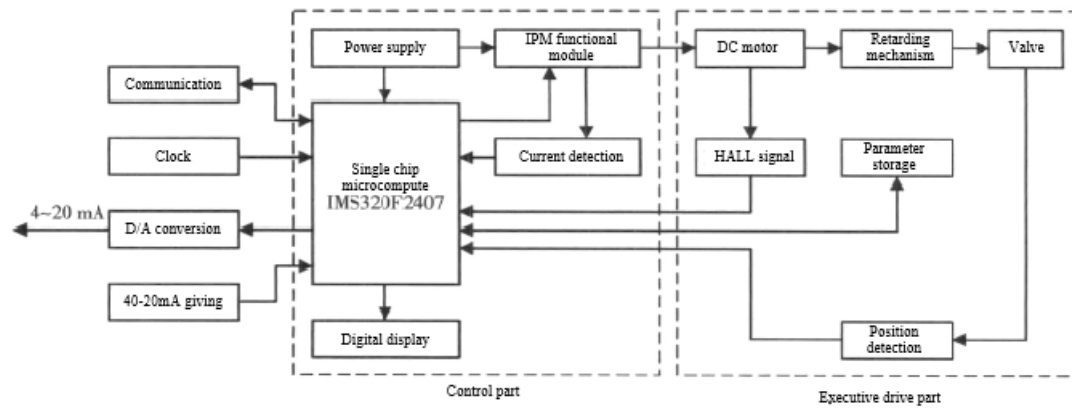 Power supply
IPM functional
module
DC motor
Retarding
mechanism
Valve
Communication
Clock
Single chip
microcompute
IMS320F2407
Current detection
HALL signal
Parameter
storage
4~20 mA
D/A conversion
40-20mA giving
Digital display
Position
detection
Control part
Executive drive part